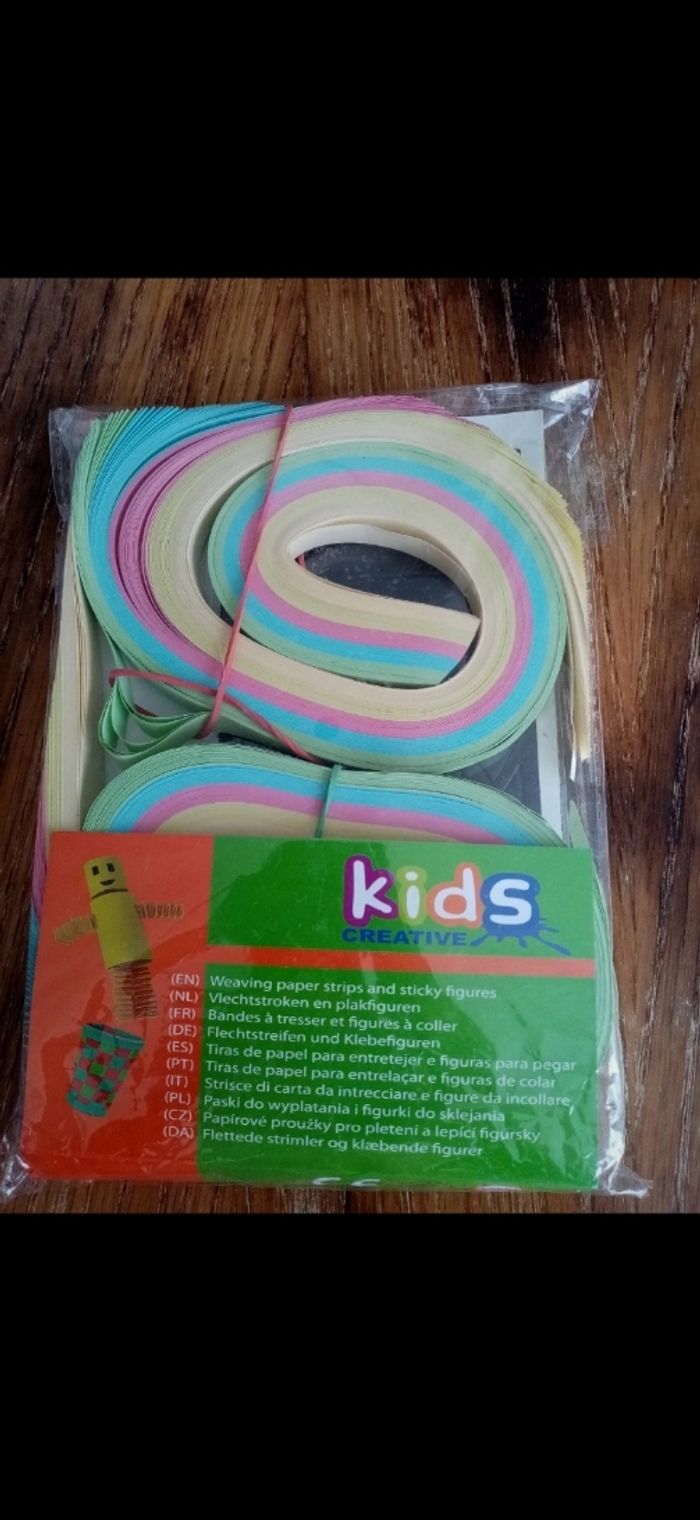 kids
CREATIVE
(EN) Weaving paper strips and sticky figures
(NL) Vlechtstroken en plakfiguren
(FR) Bandes à tresser et figures à coller
(DE) Flechtstreifen und Klebefiguren
(ES) Tiras de papel para entretejer e figuras para pegar
(PT) Tiras de papel para entrelaçar e figuras de colar
(IT) Strisce di carta da intrecciare e figure da incollare
(PL) Paski do wyplatania i figurki do sklejania
(CZ) Papírové proužky pro pletení a lepící figúrsky
(DA) Flettede strimler og klæbende figurer